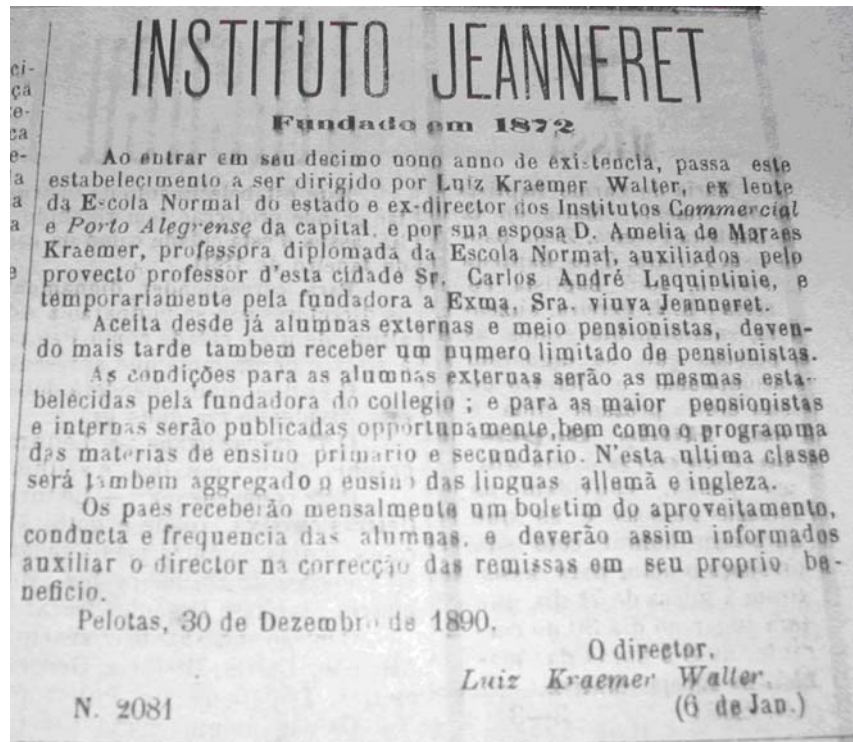 INSTITUTO JEANNERET
Fundado em 1872
Ao entrar em seu decimo nono anno de existencia, passa este
estabelecimento a ser dirigido por Luiz Kraemer Walter, ex lente
da Escola Normal do estado e ex-director dos Institutos Commercial
e Porto Alegrense da capital, e por sua esposa D. Amelia de Moraes
Kraemer, professora diplomada da Escola Normal, auxiliados pelo
provecto professor d'esta cidade Sr. Carlos André Laquintinie, e
temporariamente pela fundadora a Exma. Sra. viuva Jeanneret.
Aceita desde já alumnas externas e meio pensionistas, deven-
do mais tarde tambem receber um numero limitado de pensionistas.
As condições para as alumnas externas serão as mesmas esta-
belecidas pela fundadora do collegio ; e para as maior pensionistas
e internas serão publicadas opportunamente, bem como o programma
das materias de ensino primario e secundario. N'esta ultima classe
será tambem aggregado o ensino das linguas allemã e ingleza.
Os paes receberão mensalmente um boletim do aproveitamento,
conducta e frequencia das alumnas, e deverão assim informados
auxiliar o director na correcção das remissas em seu proprio be-
neficio.
Pelotas, 30 de Dezembro de 1890.
O director,
Luiz Kraemer Walter.
N. 2081 (6 de Jan.)